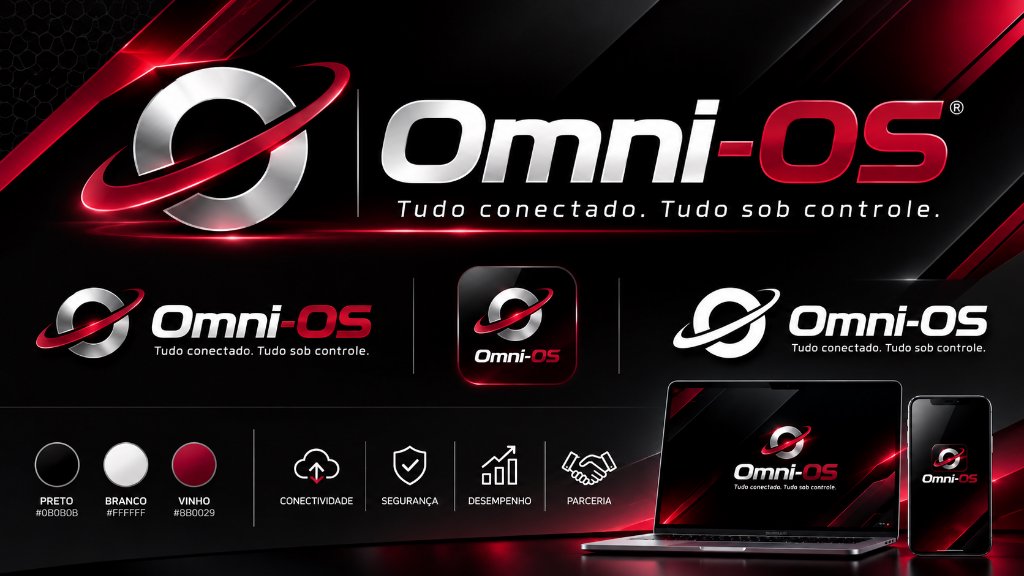 Omni-OS®
Tudo conectado. Tudo sob controle.
Omni-OS
Tudo conectado. Tudo sob controle.
Omni-OS
Omni-OS
Tudo conectado. Tudo sob controle.
PRETO
#0B0B0B
BRANCO
#FFFFFF
VINHO
#8B0029
CONECTIVIDADE
SEGURANÇA
DESEMPENHO
PARCERIA
Omni-OS
Tudo conectado. Tudo sob controle.
Omni-OS